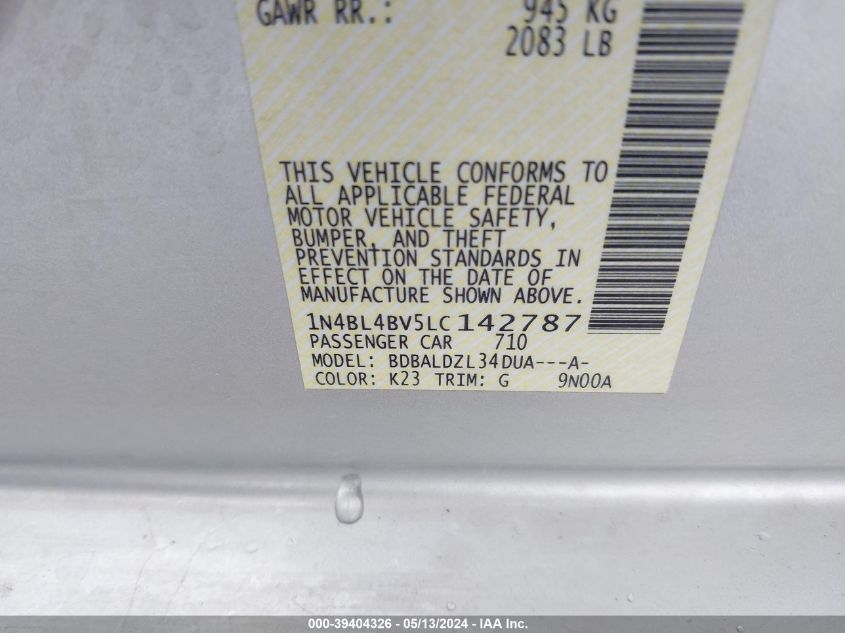 GAWR RR.: 945 KG
2083 LB
THIS VEHICLE CONFORMS TO
ALL APPLICABLE FEDERAL
MOTOR VEHICLE SAFETY,
BUMPER, AND THEFT
PREVENTION STANDARDS IN
EFFECT ON THE DATE OF
MANUFACTURE SHOWN ABOVE.
1N4BL4BV5LC142787
PASSENGER CAR 710
MODEL: BDBALDZL34DUA---A-
COLOR: K23 TRIM: G 9N00A
000-39404326 - 05/13/2024 - IAA Inc.